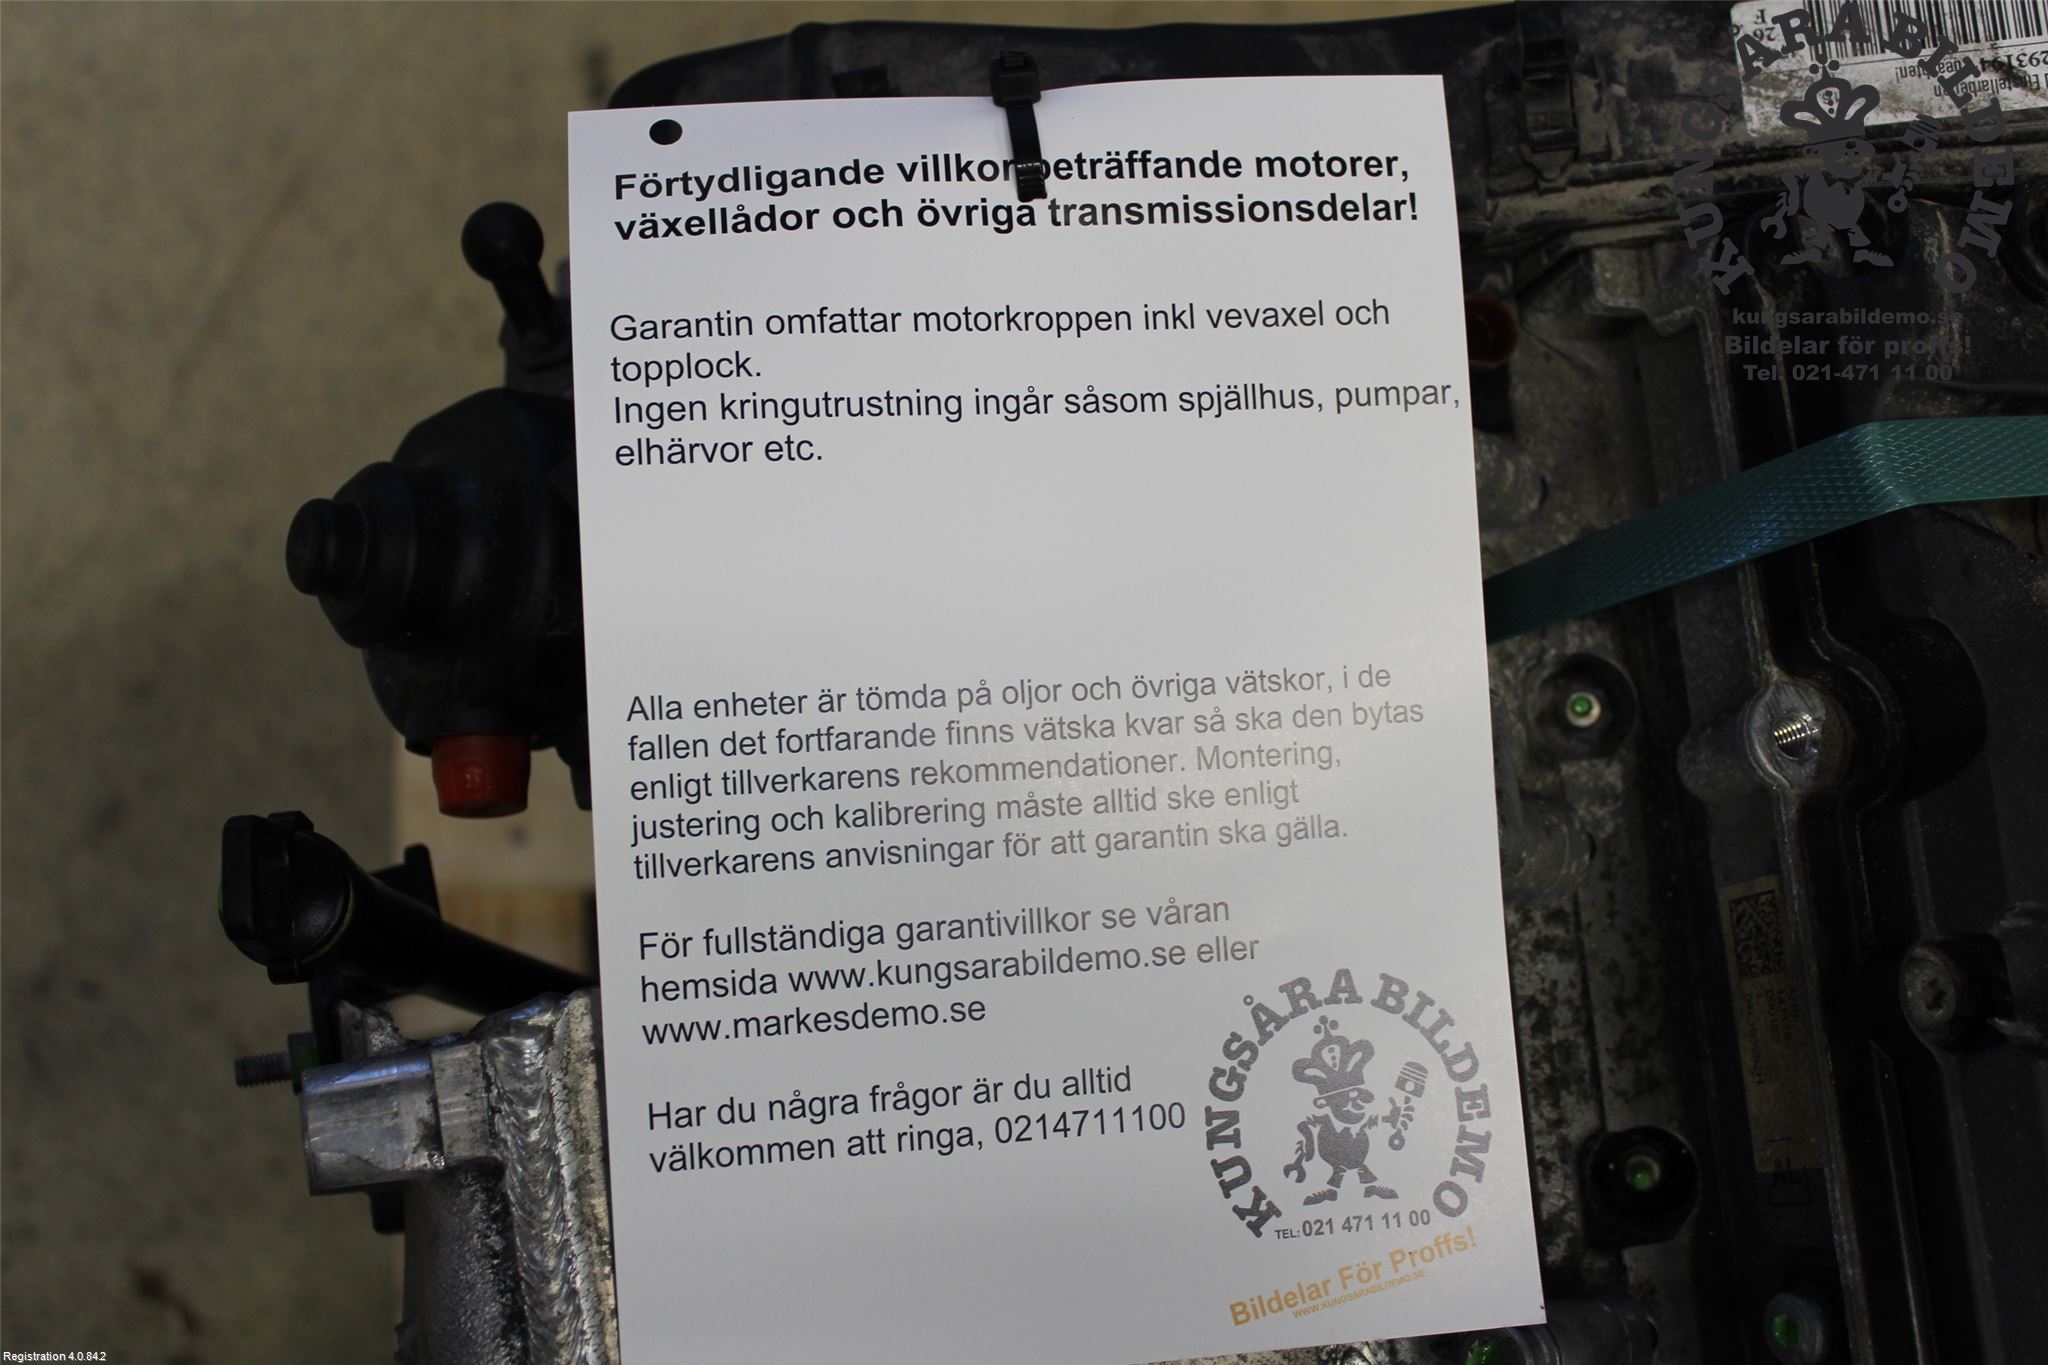 Förtydligande villkor beträffande motorer,
växellådor och övriga transmissionsdelar!
Garantin omfattar motorkroppen inkl vevaxel och
topplock.
Ingen kringutrustning ingår såsom spjällhus, pumpar,
elhärvor etc.
Alla enheter är tömda på oljor och övriga vätskor, i de
fallen det fortfarande finns vätska kvar så ska den bytas
enligt tillverkarens rekommendationer. Montering,
justering och kalibrering måste alltid ske enligt
tillverkarens anvisningar för att garantin ska gälla.
För fullständiga garantivillkor se våran
hemsida www.kungsarabildemo.se eller
www.markesdemo.se
Har du några frågor är du alltid
välkommen att ringa, 0214711100
KUNGSÅRA BILDEMO
TEL: 021 471 11 00
Bildelar För Proffs!
WWW.KUNGSARABILDEMO.SE
KUNGSÅRA BILDEMO
kungsarabildemo.se
Bildelar för proffs!
Tel: 021-471 11 00
Registration 4.0.84.2